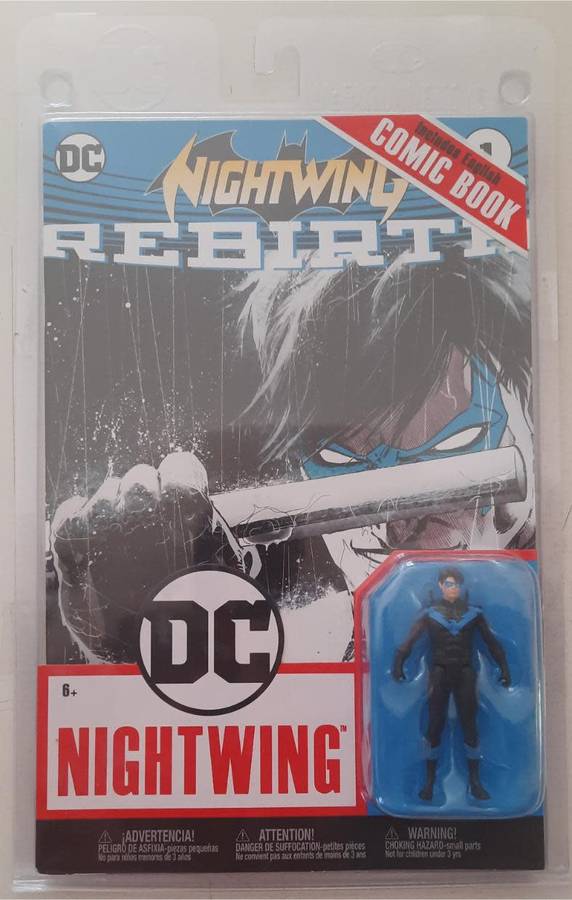 DC
NIGHTWING
REBIRTH
1
Includes English
COMIC BOOK
DC
6+
NIGHTWING™
¡ADVERTENCIA!
PELIGRO DE ASFIXIA-piezas pequeñas
No para niños menores de 3 años
ATTENTION!
DANGER DE SUFFOCATION-petites pièces
Ne convient pas aux enfants de moins de 3 ans
WARNING!
CHOKING HAZARD-small parts
Not for children under 3 yrs